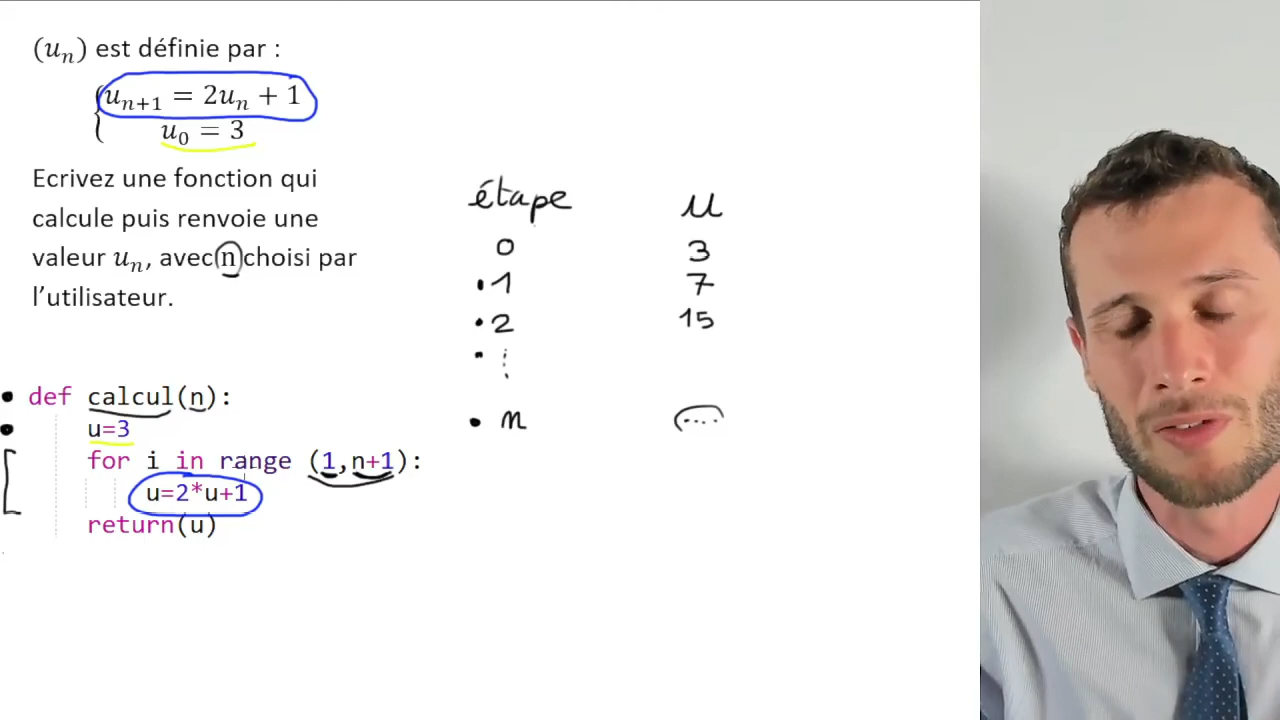 (uₙ) est définie par :
uₙ₊₁ = 2uₙ + 1
u₀ = 3
Ecrivez une fonction qui
calcule puis renvoie une
valeur uₙ, avec n choisi par
l’utilisateur.
def calcul(n):
u=3
for i in range (1,n+1):
u=2*u+1
return(u)
étape u
0 3
1 7
2 15
⋮
n ....